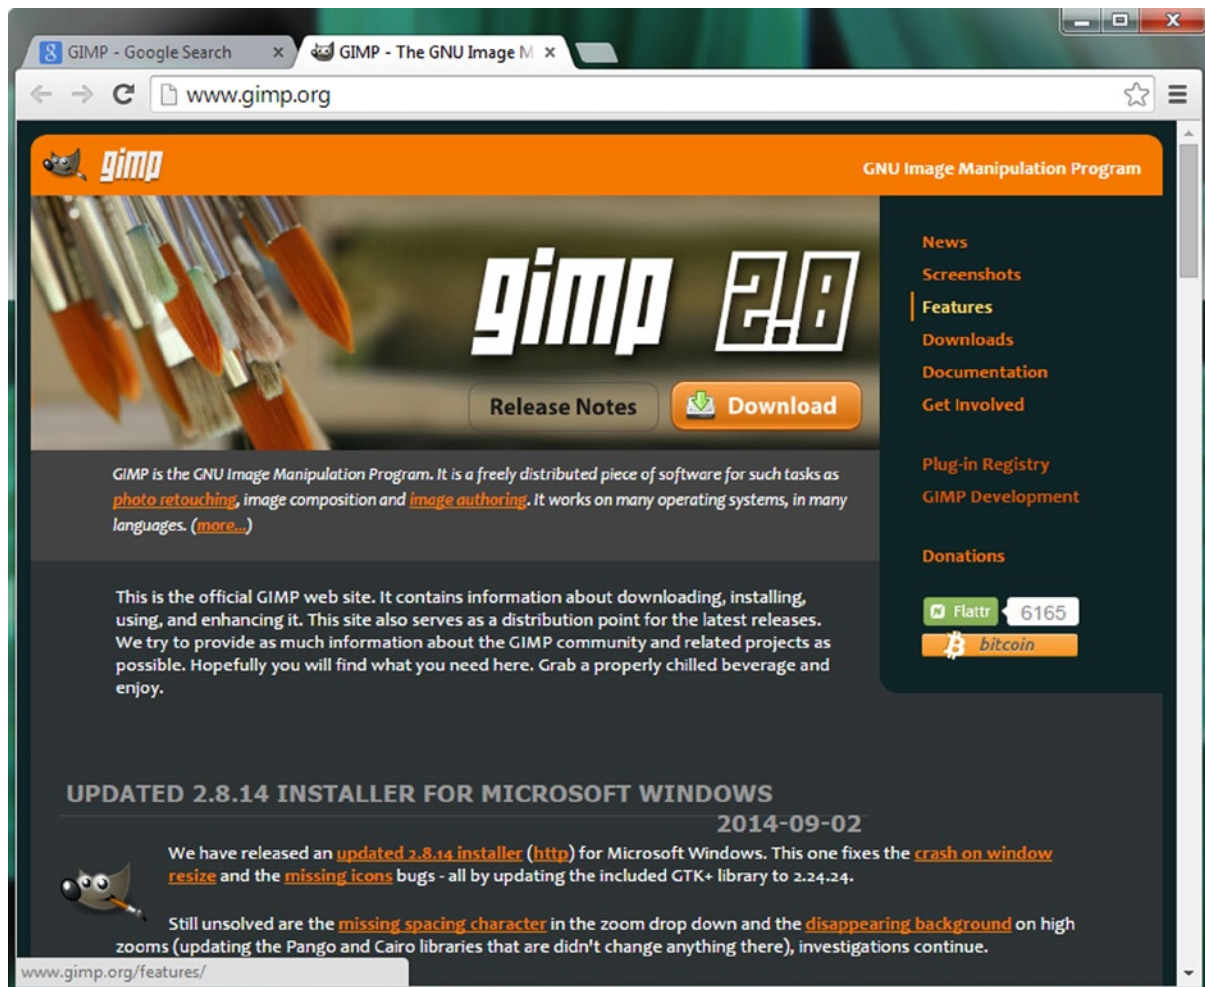 GIMP - Google Search
GIMP - The GNU Image M
www.gimp.org
gimp
GNU Image Manipulation Program
gimp 2.8
Release Notes
Download
News
Screenshots
Features
Downloads
Documentation
Get Involved
Plug-in Registry
GIMP Development
Donations
Flattr 6165
bitcoin
GIMP is the GNU Image Manipulation Program. It is a freely distributed piece of software for such tasks as
photo retouching, image composition and image authoring. It works on many operating systems, in many
languages. (more...)
This is the official GIMP web site. It contains information about downloading, installing,
using, and enhancing it. This site also serves as a distribution point for the latest releases.
We try to provide as much information about the GIMP community and related projects as
possible. Hopefully you will find what you need here. Grab a properly chilled beverage and
enjoy.
UPDATED 2.8.14 INSTALLER FOR MICROSOFT WINDOWS
2014-09-02
We have released an updated 2.8.14 installer (http) for Microsoft Windows. This one fixes the crash on window
resize and the missing icons bugs - all by updating the included GTK+ library to 2.24.24.
Still unsolved are the missing spacing character in the zoom drop down and the disappearing background on high
zooms (updating the Pango and Cairo libraries that are didn't change anything there), investigations continue.
www.gimp.org/features/